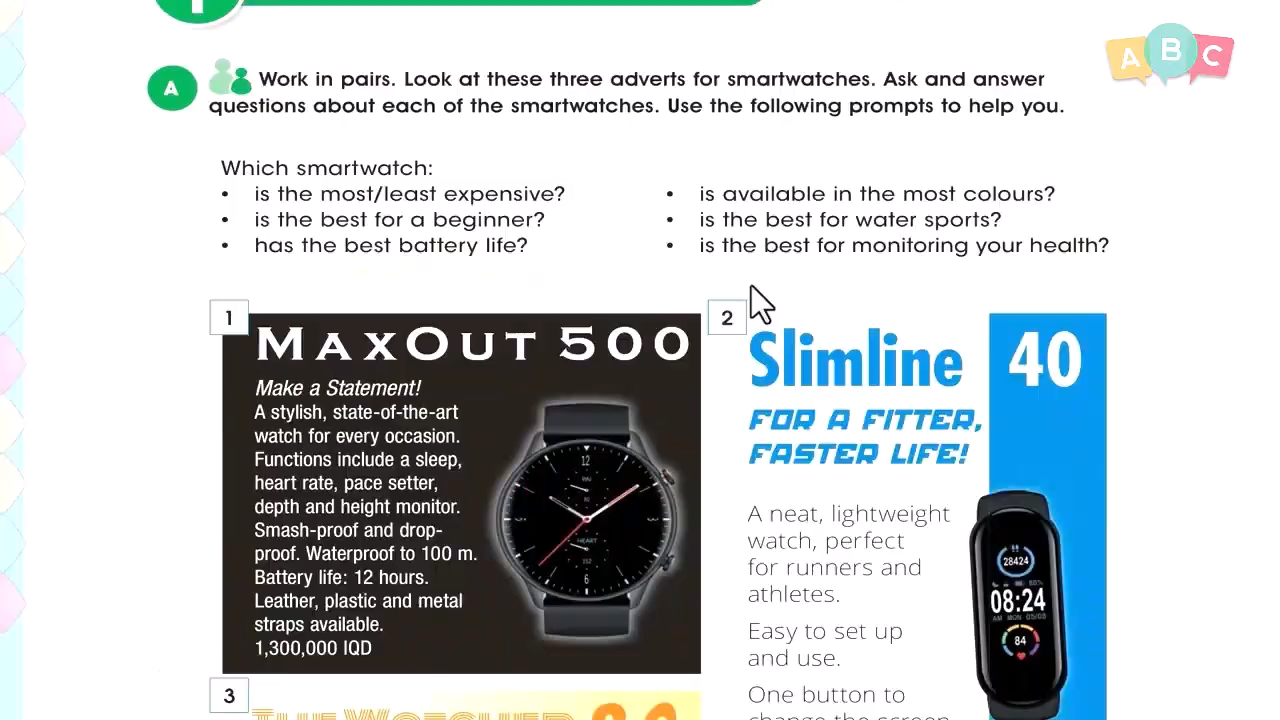 A B C
A
Work in pairs. Look at these three adverts for smartwatches. Ask and answer
questions about each of the smartwatches. Use the following prompts to help you.
Which smartwatch:
• is the most/least expensive?
• is the best for a beginner?
• has the best battery life?
• is available in the most colours?
• is the best for water sports?
• is the best for monitoring your health?
1
MAXOUT 500
Make a Statement!
A stylish, state-of-the-art
watch for every occasion.
Functions include a sleep,
heart rate, pace setter,
depth and height monitor.
Smash-proof and drop-
proof. Waterproof to 100 m.
Battery life: 12 hours.
Leather, plastic and metal
straps available.
1,300,000 IQD
12
HEART
6
2
Slimline 40
FOR A FITTER,
FASTER LIFE!
A neat, lightweight
watch, perfect
for runners and
athletes.
Easy to set up
and use.
One button to
change the screen
28424
08:24
84
3